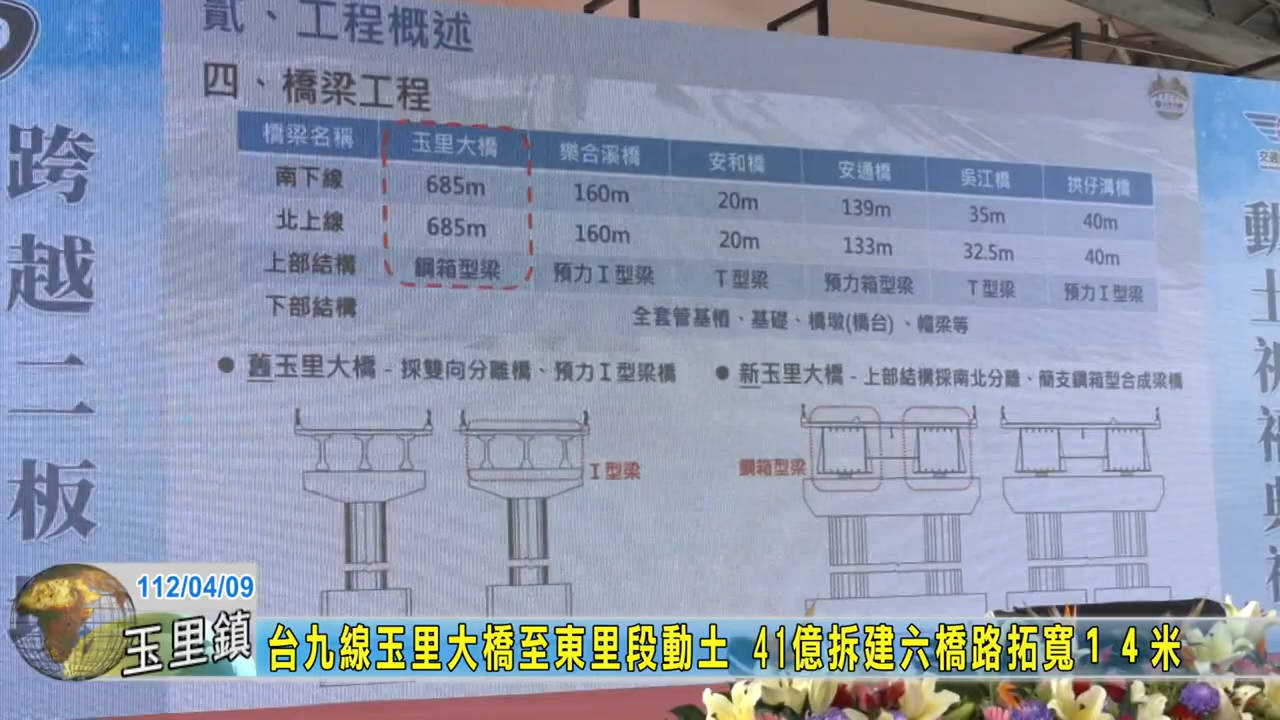 貳、工程概述
四、橋梁工程
橋梁名稱 玉里大橋 樂合溪橋 安和橋 安通橋 吳江橋 拱仔溝橋
南下線 685m 160m 20m 139m 35m 40m
北上線 685m 160m 20m 133m 32.5m 40m
上部結構 鋼箱型梁 預力I型梁 T型梁 預力箱型梁 T型梁 預力I型梁
下部結構 全套管基樁、基礎、橋墩(橋台)、帽梁等
● 舊玉里大橋 - 採雙向分離橋、預力I型梁橋
● 新玉里大橋 - 上部結構採南北分離、簡支鋼箱型合成梁橋
I型梁
鋼箱型梁
跨越二板
動土祈福典
交通
112/04/09
玉里鎮
台九線玉里大橋至東里段動土 41億拆建六橋路拓寬14米